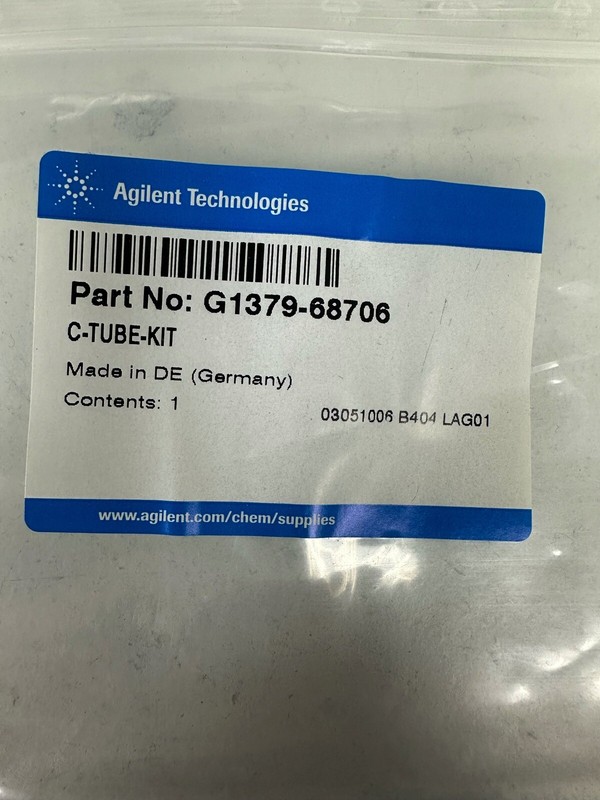 Agilent Technologies
Part No: G1379-68706
C-TUBE-KIT
Made in DE (Germany)
Contents: 1
03051006 B404 LAG01
www.agilent.com/chem/supplies